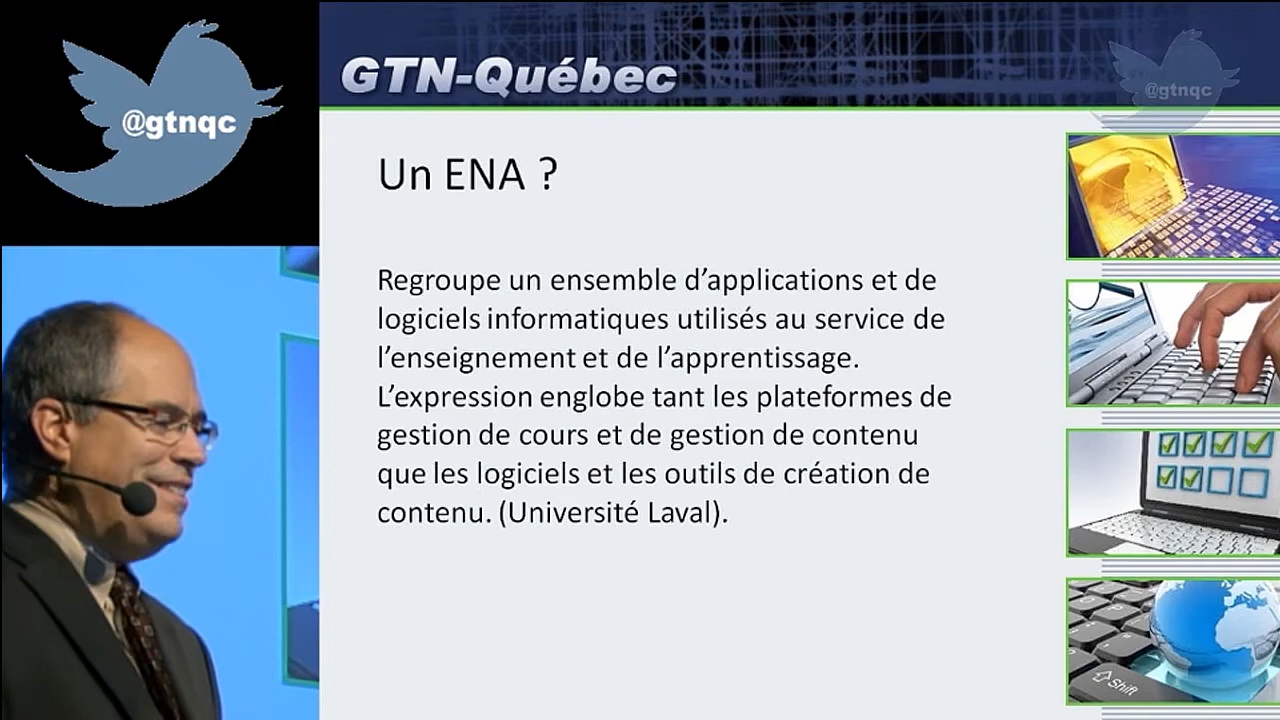 @gtnqc
GTN-Québec
@gtnqc
Un ENA ?
Regroupe un ensemble d’applications et de
logiciels informatiques utilisés au service de
l’enseignement et de l’apprentissage.
L’expression englobe tant les plateformes de
gestion de cours et de gestion de contenu
que les logiciels et les outils de création de
contenu. (Université Laval).
Shift